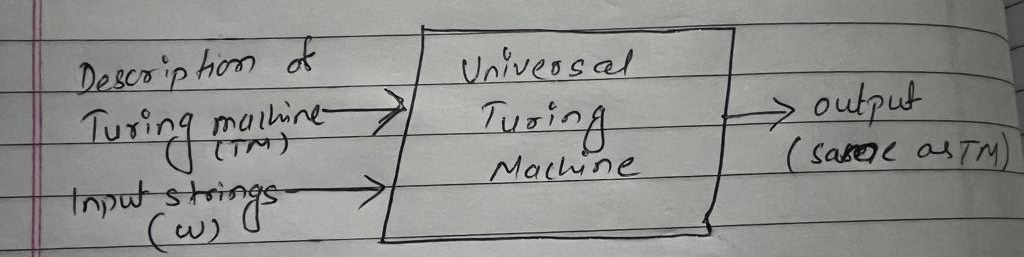 Description of
Turing machine
(TM)
Input strings
(w)
Universal
Turing
Machine
output
(same as TM)